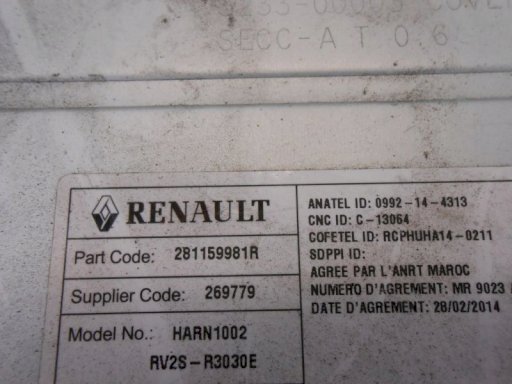 SECC-A T 0.6
RENAULT
Part Code: 281159981R
Supplier Code: 269779
Model No.: HARN1002
RV2S-R3030E
ANATEL ID: 0992-14-4313
CNC ID: C-13064
COFETEL ID: RCPHUHA14-0211
SDPPI ID:
AGREE PAR L'ANRT MAROC
NUMERO D'AGREMENT: MR 9023
DATE D'AGREMENT: 28/02/2014